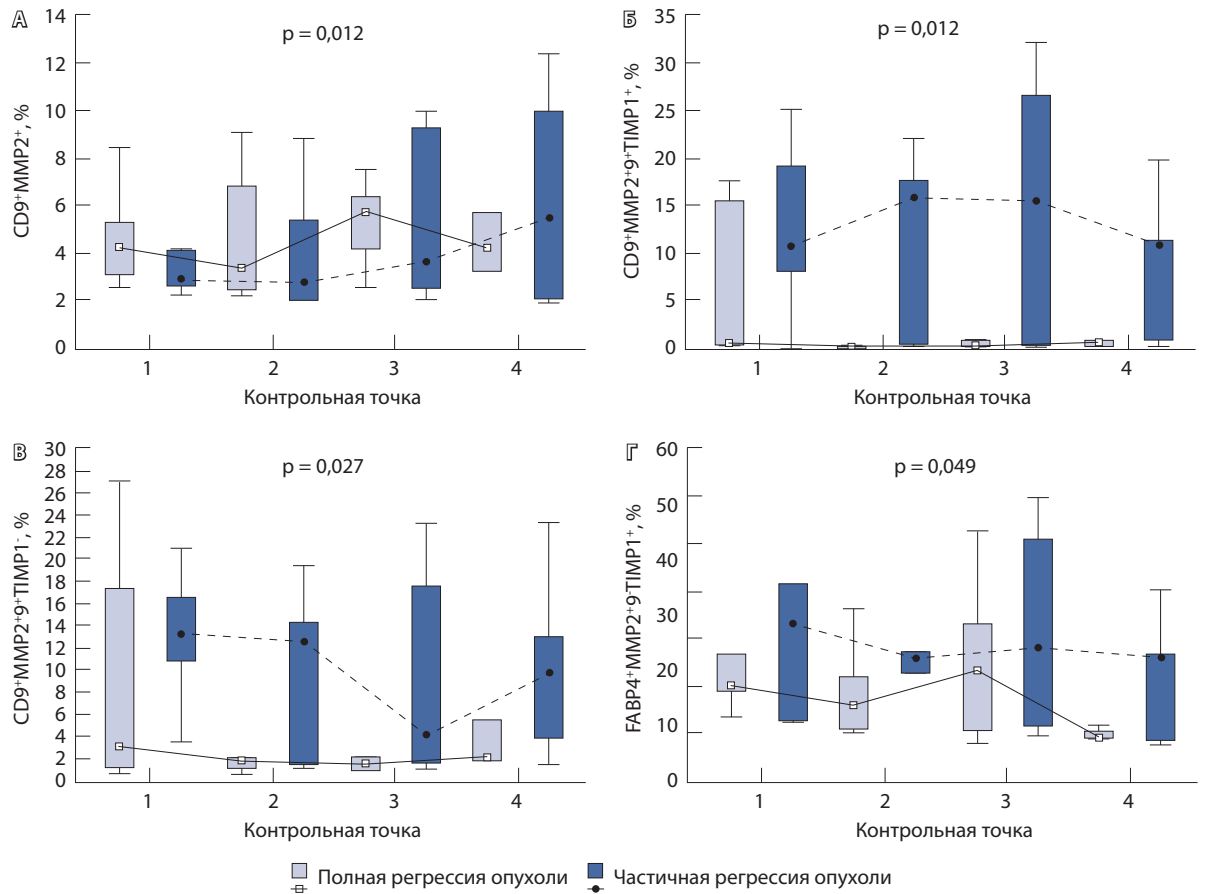 А
p = 0,012
CD9⁺MMP2⁺, %
14
12
10
8
6
4
2
0
1 2 3 4
Контрольная точка
Б
p = 0,012
CD9⁺MMP2⁺9⁺TIMP1⁺, %
35
30
25
20
15
10
5
0
1 2 3 4
Контрольная точка
В
p = 0,027
CD9⁺MMP2⁺9⁺TIMP1⁻, %
30
28
26
24
22
20
18
16
14
12
10
8
6
4
2
0
1 2 3 4
Контрольная точка
Г
p = 0,049
FABP4⁺MMP2⁺9⁻TIMP1⁺, %
60
50
40
30
20
10
0
1 2 3 4
Контрольная точка
Полная регрессия опухоли Частичная регрессия опухоли